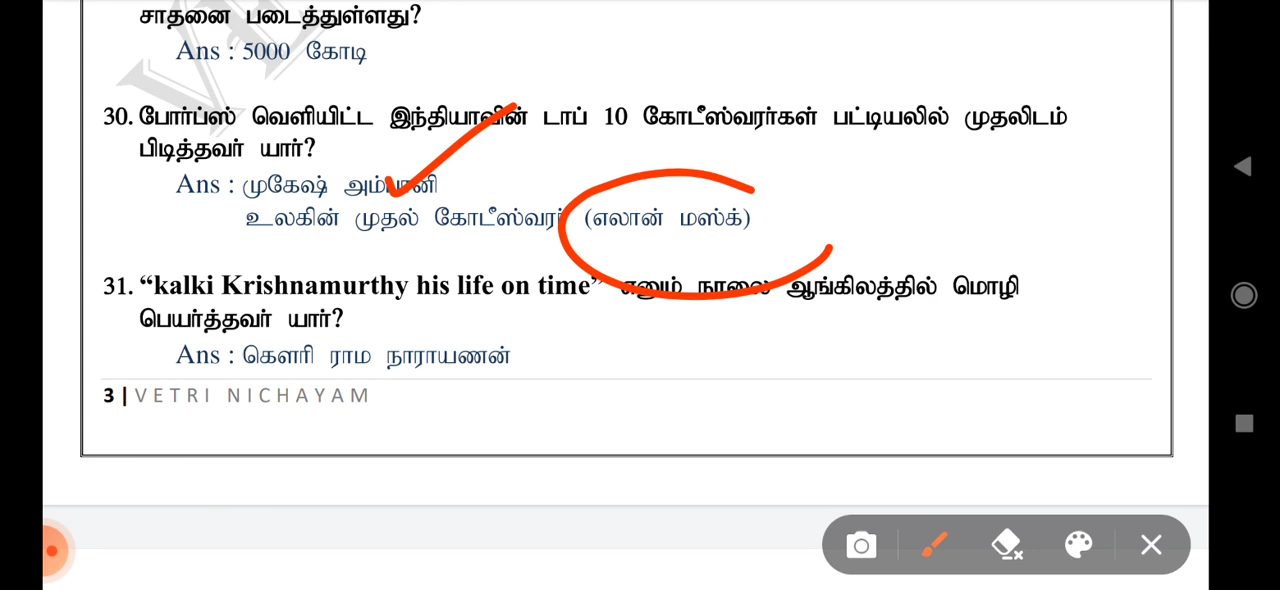 சாதனை படைத்துள்ளது?
Ans : 5000 கோடி
30. போர்ப்ஸ் வெளியிட்ட இந்தியாவின் டாப் 10 கோடீஸ்வரர்கள் பட்டியலில் முதலிடம்
பிடித்தவர் யார்?
Ans : முகேஷ் அம்பானி
உலகின் முதல் கோடீஸ்வரர் (எலான் மஸ்க்)
31. “kalki Krishnamurthy his life on time” எனும் நாலை ஆங்கிலத்தில் மொழி
பெயர்த்தவர் யார்?
Ans : கௌரி ராம நாராயணன்
3 | VETRI NICHAYAM